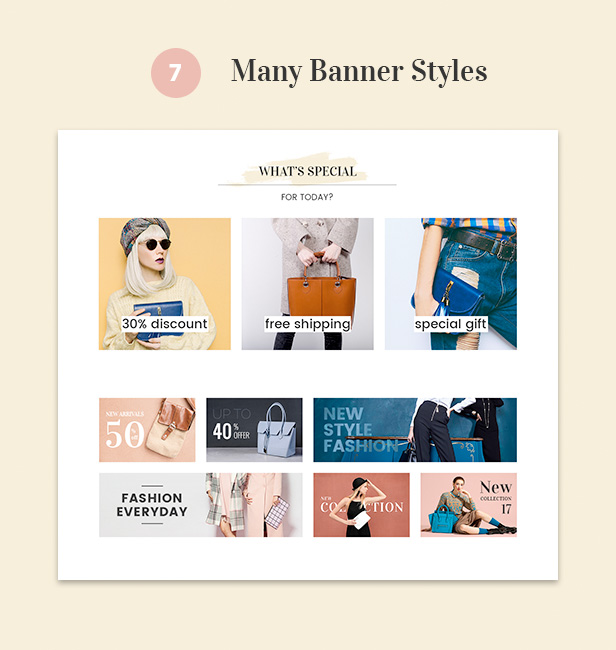 7 Many Banner Styles
WHAT'S SPECIAL
FOR TODAY?
30% discount
free shipping
special gift
NEW ARRIVALS
50% off
UP TO
40% OFFER
NEW
STYLE
FASHION
FASHION
EVERYDAY
NEW
COLLECTION
New
COLLECTION
17